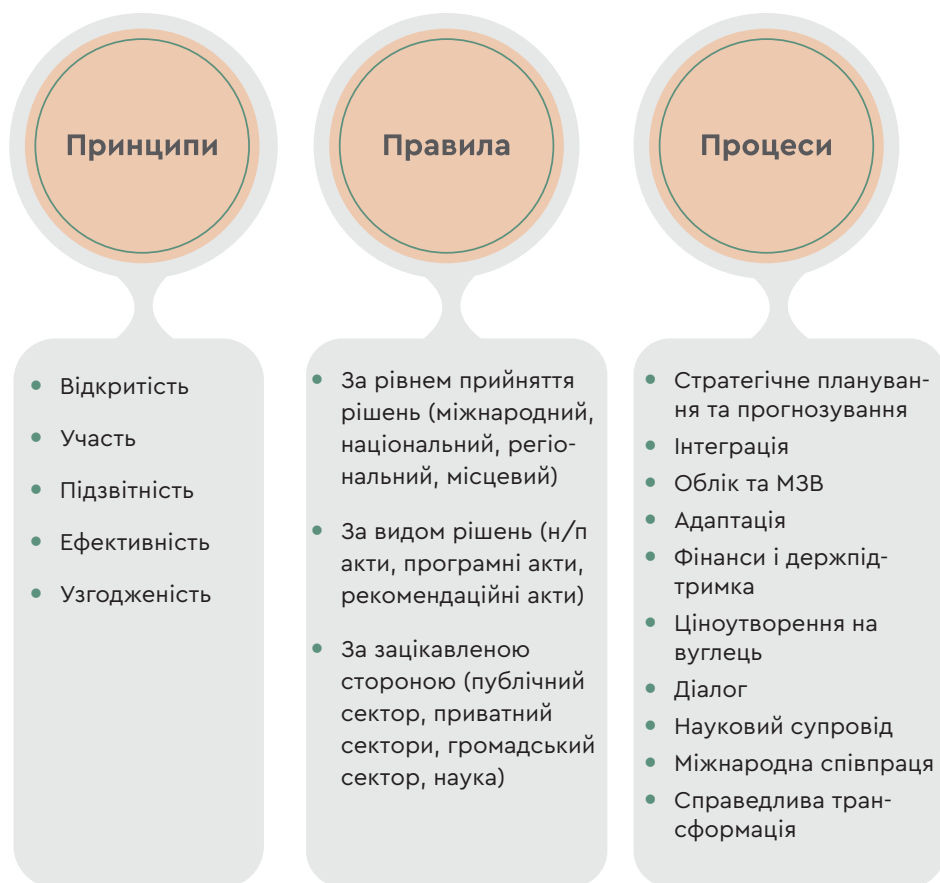 Принципи
Відкритість
Участь
Підзвітність
Ефективність
Узгодженість
Правила
За рівнем прийняття
рішень (міжнародний,
національний, регіо-
нальний, місцевий)
За видом рішень (н/п
акти, програмні акти,
рекомендаційні акти)
За зацікавленою
стороною (публічний
сектор, приватний
сектори, громадський
сектор, наука)
Процеси
Стратегічне плануван-
ня та прогнозування
Інтеграція
Облік та МЗВ
Адаптація
Фінанси і держпід-
тримка
Ціноутворення на
вуглець
Діалог
Науковий супровід
Міжнародна співпраця
Справедлива тран-
сформація